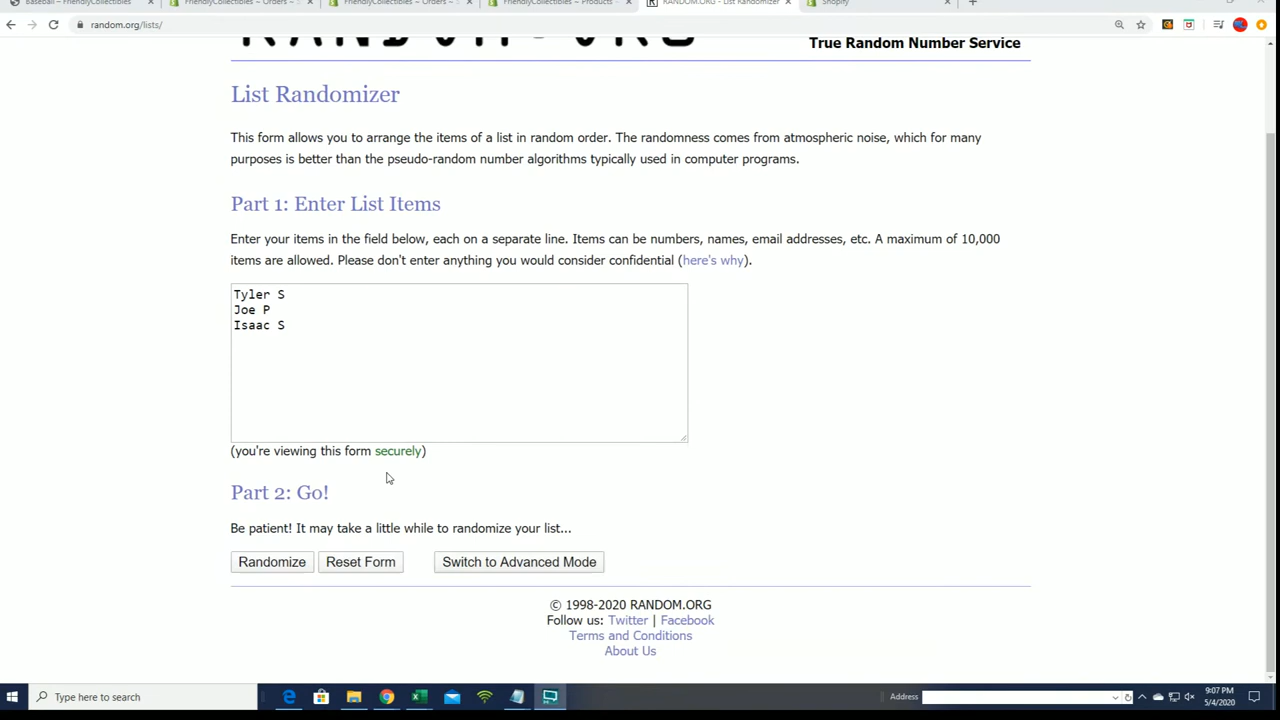 Baseball – FriendlyCollectibles
FriendlyCollectibles ~ Orders ~
FriendlyCollectibles ~ Orders ~
FriendlyCollectibles ~ Products ~
RANDOM.ORG - List Randomizer
Shopify
random.org/lists/
RANDOM.ORG
True Random Number Service
List Randomizer
This form allows you to arrange the items of a list in random order. The randomness comes from atmospheric noise, which for many
purposes is better than the pseudo-random number algorithms typically used in computer programs.
Part 1: Enter List Items
Enter your items in the field below, each on a separate line. Items can be numbers, names, email addresses, etc. A maximum of 10,000
items are allowed. Please don't enter anything you would consider confidential (here's why).
Tyler S
Joe P
Isaac S
(you're viewing this form securely)
Part 2: Go!
Be patient! It may take a little while to randomize your list...
Randomize
Reset Form
Switch to Advanced Mode
© 1998-2020 RANDOM.ORG
Follow us: Twitter | Facebook
Terms and Conditions
About Us
Type here to search
Address
9:07 PM
5/4/2020